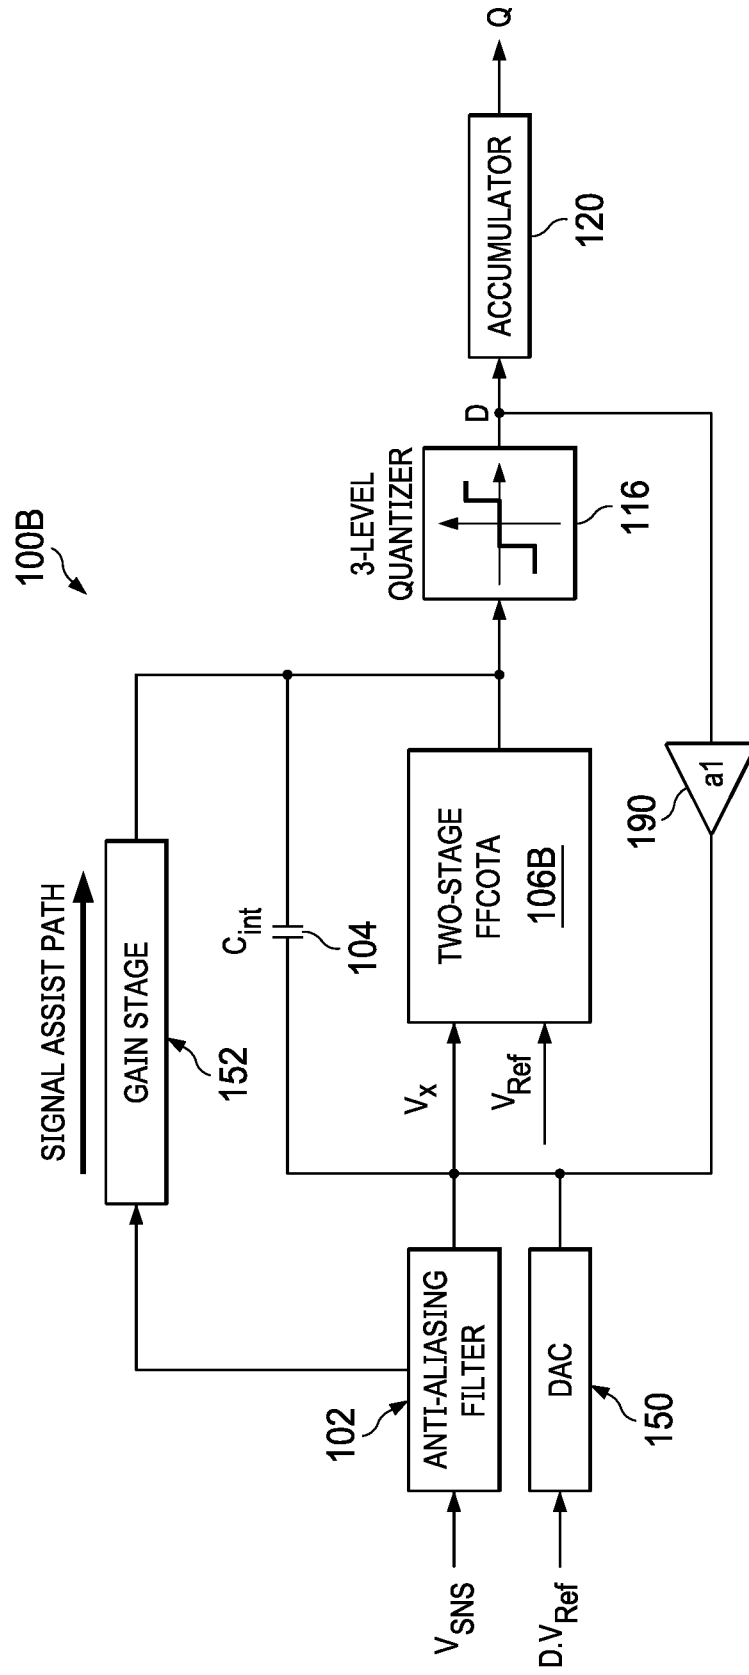 100B
SIGNAL ASSIST PATH
GAIN STAGE
152
C_int
104
3-LEVEL
QUANTIZER
116
D
ACCUMULATOR
120
Q
V_SNS
102
ANTI-ALIASING
FILTER
V_x
V_Ref
TWO-STAGE
FFCOTA
106B
D.V_Ref
DAC
150
190
a1